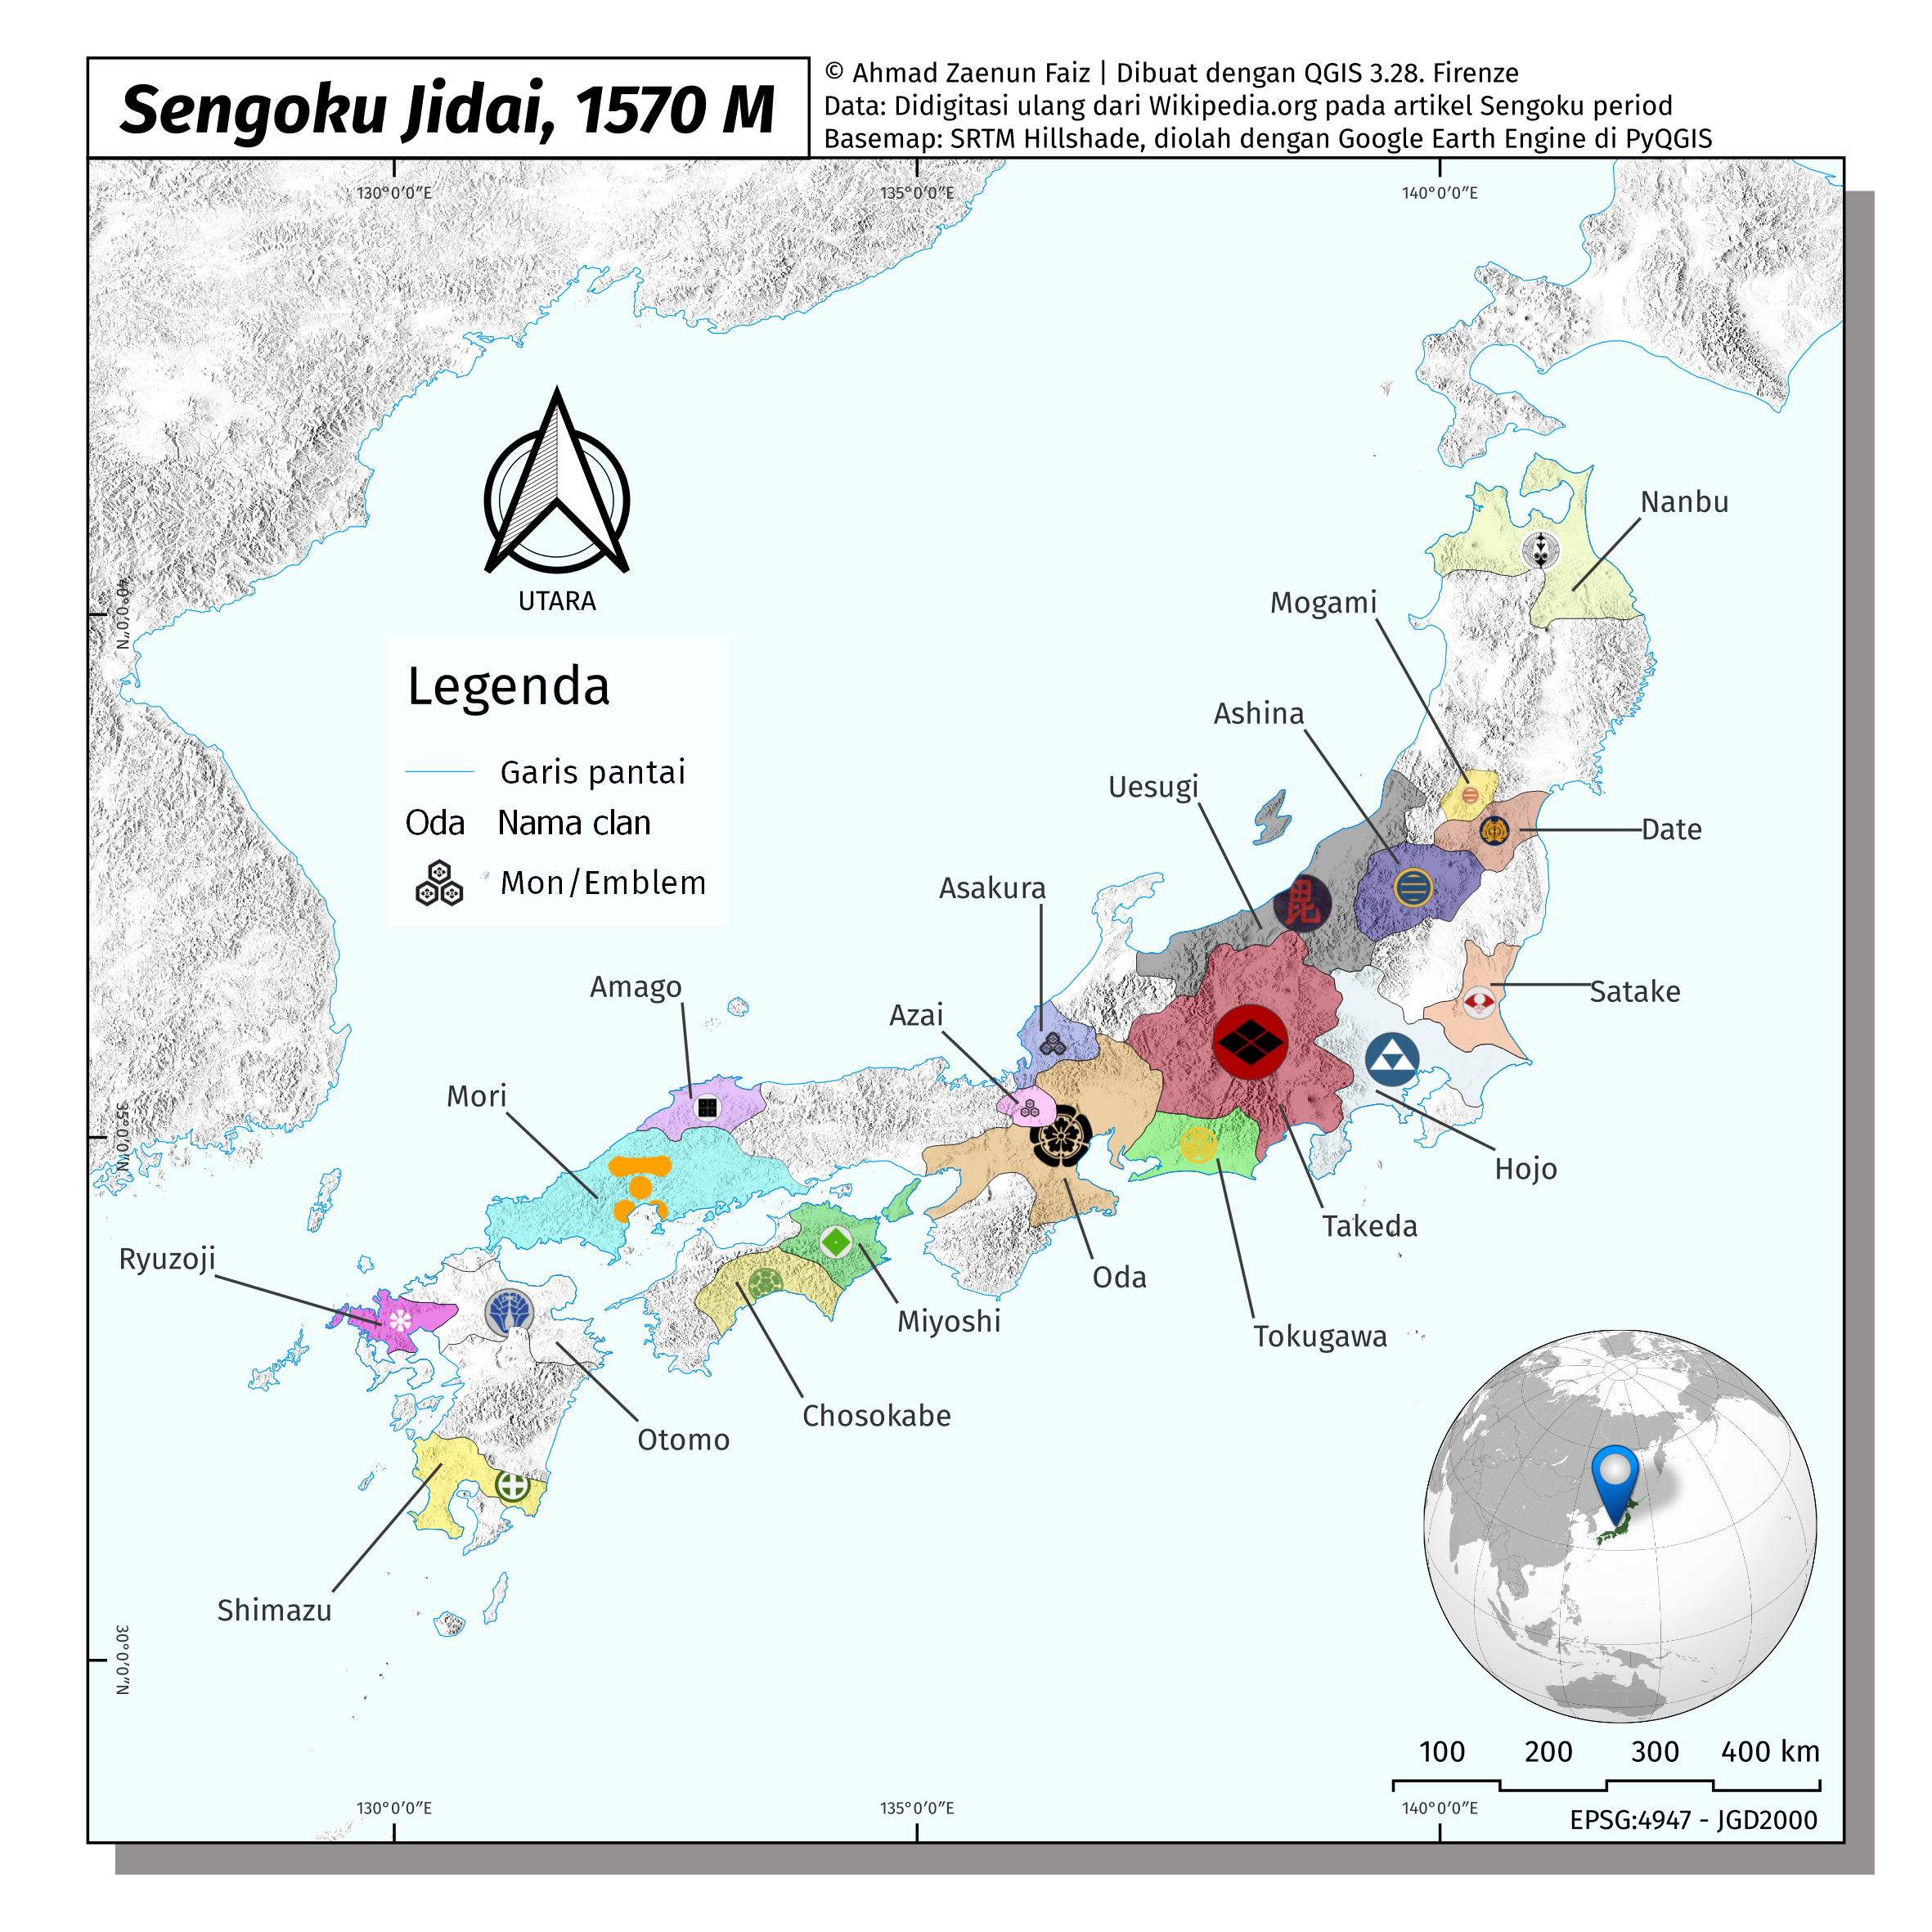 Sengoku Jidai, 1570 M
© Ahmad Zaenun Faiz | Dibuat dengan QGIS 3.28. Firenze
Data: Didigitasi ulang dari Wikipedia.org pada artikel Sengoku period
Basemap: SRTM Hillshade, diolah dengan Google Earth Engine di PyQGIS
130°0′0″E
135°0′0″E
140°0′0″E
40°0′0″N
35°0′0″N
30°0′0″N
UTARA
Legenda
Garis pantai
Oda Nama clan
Mon/Emblem
Nanbu
Mogami
Ashina
Uesugi
毘
Date
Asakura
Amago
Azai
Satake
Mori
Hojo
Takeda
Ryuzoji
Oda
Miyoshi
Tokugawa
Chosokabe
Otomo
Shimazu
100 200 300 400 km
130°0′0″E
135°0′0″E
140°0′0″E
EPSG:4947 - JGD2000